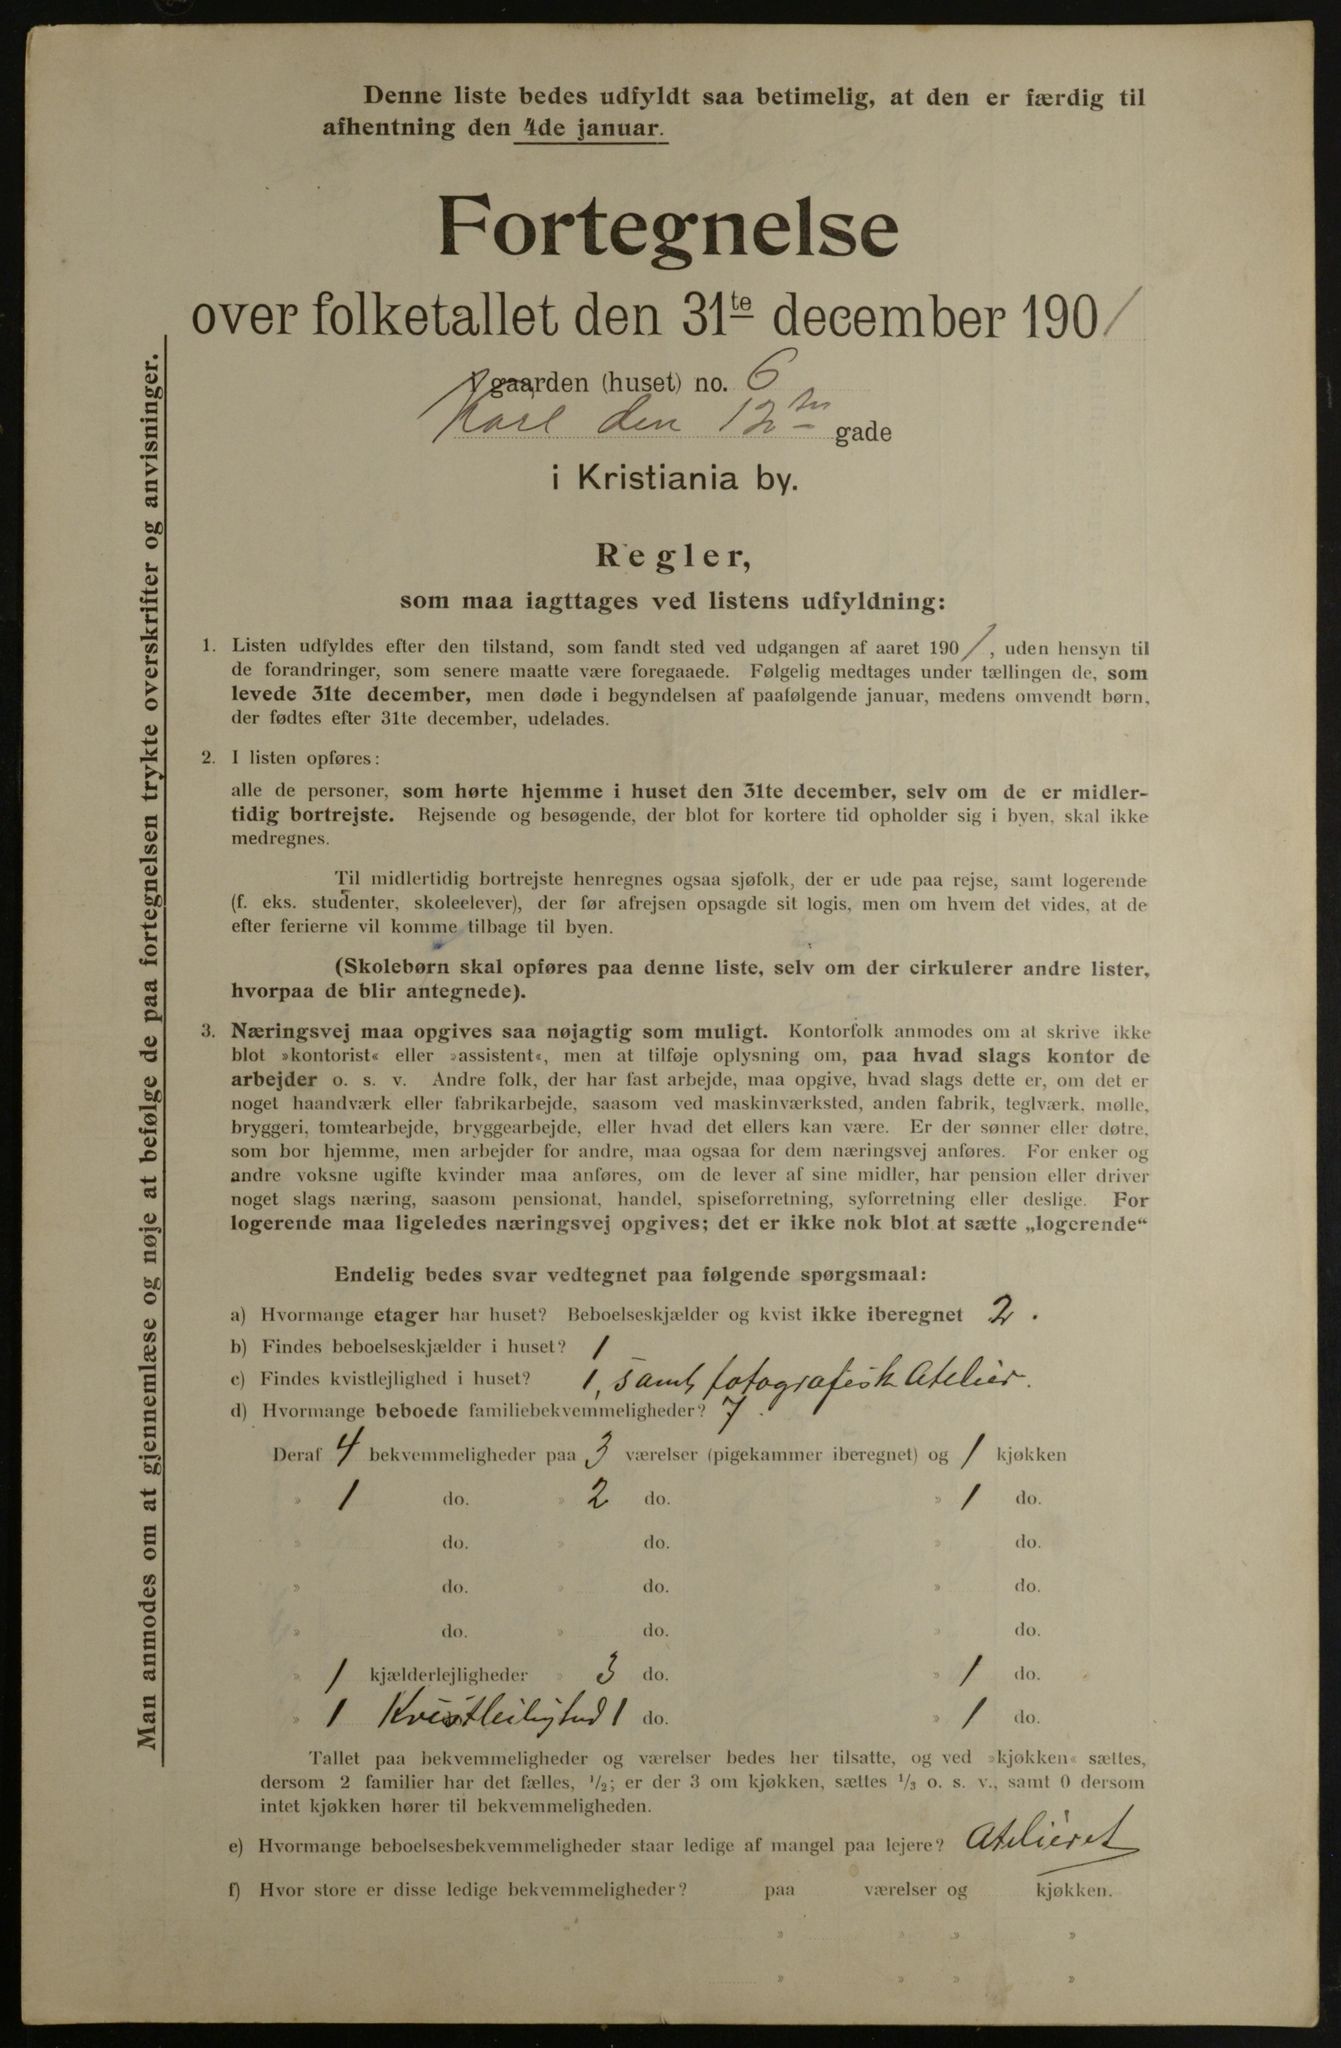 Denne liste bedes udfyldt saa betimelig, at den er færdig til
afhentning den 4de januar.
Fortegnelse
over folketallet den 31te december 1901
i gaarden (huset) no. 6
Karl den 12te gade
i Kristiania by.
Regler,
som maa iagttages ved listens udfyldning:
1. Listen udfyldes efter den tilstand, som fandt sted ved udgangen af aaret 1901, uden hensyn til
de forandringer, som senere maatte være foregaaede. Følgelig medtages under tællingen de, som
levede 31te december, men døde i begyndelsen af paafølgende januar, medens omvendt børn,
der fødtes efter 31te december, udelades.
2. I listen opføres:
alle de personer, som hørte hjemme i huset den 31te december, selv om de er midler-
tidig bortrejste. Rejsende og besøgende, der blot for kortere tid opholder sig i byen, skal ikke
medregnes.
Til midlertidig bortrejste henregnes ogsaa sjøfolk, der er ude paa rejse, samt logerende
(f. eks. studenter, skoleelever), der før afrejsen opsagde sit logis, men om hvem det vides, at de
efter ferierne vil komme tilbage til byen.
(Skolebørn skal opføres paa denne liste, selv om der cirkulerer andre lister,
hvorpaa de blir antegnede).
3. Næringsvej maa opgives saa nøjagtig som muligt. Kontorfolk anmodes om at skrive ikke
blot »kontorist« eller »assistent«, men at tilføje oplysning om, paa hvad slags kontor de
arbejder o. s. v. Andre folk, der har fast arbejde, maa opgive, hvad slags dette er, om det er
noget haandværk eller fabrikarbejde, saasom ved maskinværksted, anden fabrik, teglværk, mølle,
bryggeri, tomtearbejde, bryggearbejde, eller hvad det ellers kan være. Er der sønner eller døtre,
som bor hjemme, men arbejder for andre, maa ogsaa for dem næringsvej anføres. For enker og
andre voksne ugifte kvinder maa anføres, om de lever af sine midler, har pension eller driver
noget slags næring, saasom pensionat, handel, spiseforretning, syforretning eller deslige. For
logerende maa ligeledes næringsvej opgives; det er ikke nok blot at sætte „logerende“
Endelig bedes svar vedtegnet paa følgende spørgsmaal:
a) Hvormange etager har huset? Beboelseskjælder og kvist ikke iberegnet 2.
b) Findes beboelseskjælder i huset? 1
c) Findes kvistlejlighed i huset? 1, samt fotografisk Atelier.
d) Hvormange beboede familiebekvemmeligheder? 7.
Deraf 4 bekvemmeligheder paa 3 værelser (pigekammer iberegnet) og 1 kjøkken
» 1 do. » 2 do. » 1 do.
» do. » do. » do.
» do. » do. » do.
» do. » do. » do.
» 1 kjælderlejligheder » 3 do. » 1 do.
» 1 Kvistleilighed 1 do. » 1 do.
Tallet paa bekvemmeligheder og værelser bedes her tilsatte, og ved »kjøkken« sættes,
dersom 2 familier har det fælles, 1/2; er der 3 om kjøkken, sættes 1/3 o. s. v., samt 0 dersom
intet kjøkken hører til bekvemmeligheden.
e) Hvormange beboelsesbekvemmeligheder staar ledige af mangel paa lejere? Atelieret
f) Hvor store er disse ledige bekvemmeligheder? paa værelser og kjøkken.
» » » »
» » » »
Man anmodes om at gjennemlæse og nøje at befølge de paa fortegnelsen trykte overskrifter og anvisninger.